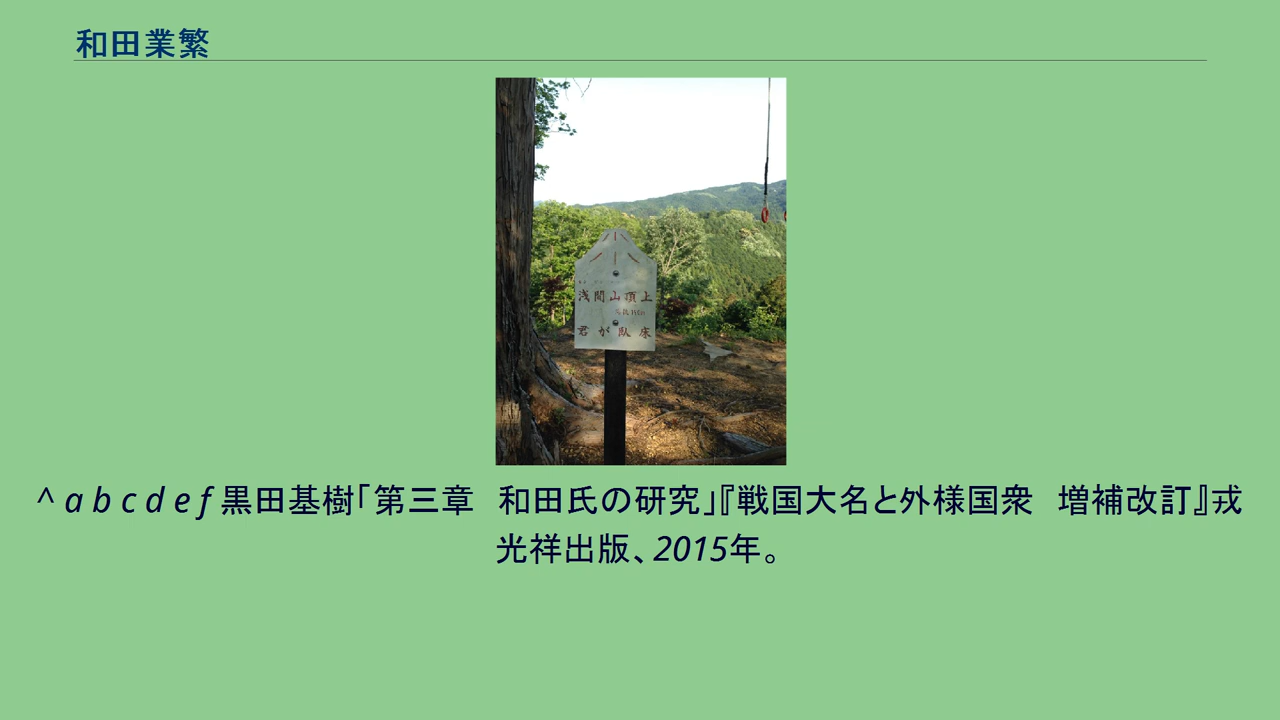 和田業繁
浅間山頂上
君が臥床
^ a b c d e f 黒田基樹「第三章　和田氏の研究」『戦国大名と外様国衆　増補改訂』戎
光祥出版、2015年。